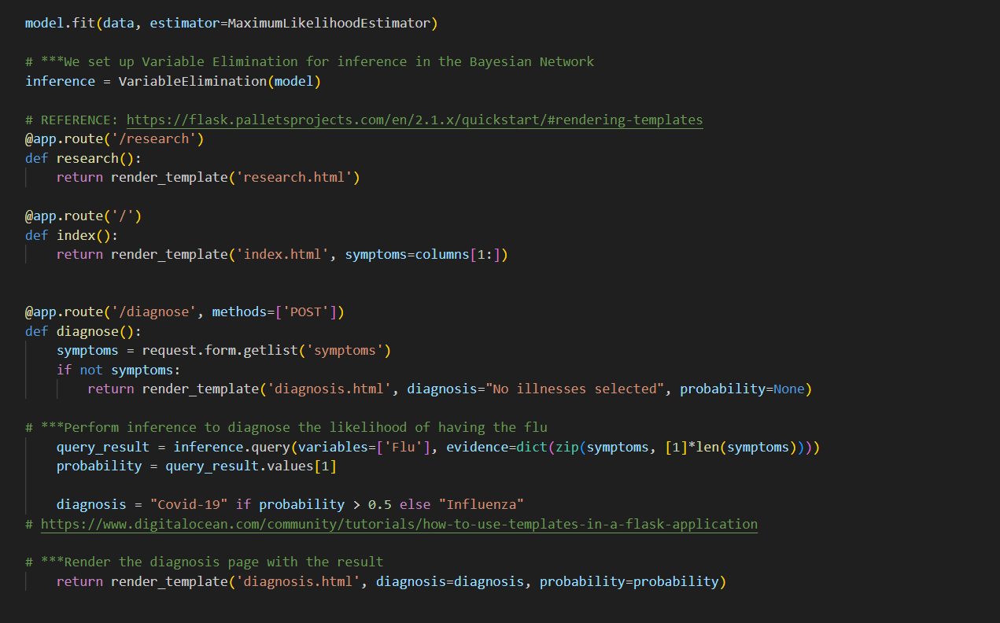 model.fit(data, estimator=MaximumLikelihoodEstimator)
# ***We set up Variable Elimination for inference in the Bayesian Network
inference = VariableElimination(model)
# REFERENCE: https://flask.palletsprojects.com/en/2.1.x/quickstart/#rendering-templates
@app.route('/research')
def research():
    return render_template('research.html')
@app.route('/')
def index():
    return render_template('index.html', symptoms=columns[1:])
@app.route('/diagnose', methods=['POST'])
def diagnose():
    symptoms = request.form.getlist('symptoms')
    if not symptoms:
        return render_template('diagnosis.html', diagnosis="No illnesses selected", probability=None)
# ***Perform inference to diagnose the likelihood of having the flu
    query_result = inference.query(variables=['Flu'], evidence=dict(zip(symptoms, [1]*len(symptoms))))
    probability = query_result.values[1]
    diagnosis = "Covid-19" if probability > 0.5 else "Influenza"
# https://www.digitalocean.com/community/tutorials/how-to-use-templates-in-a-flask-application
# ***Render the diagnosis page with the result
    return render_template('diagnosis.html', diagnosis=diagnosis, probability=probability)